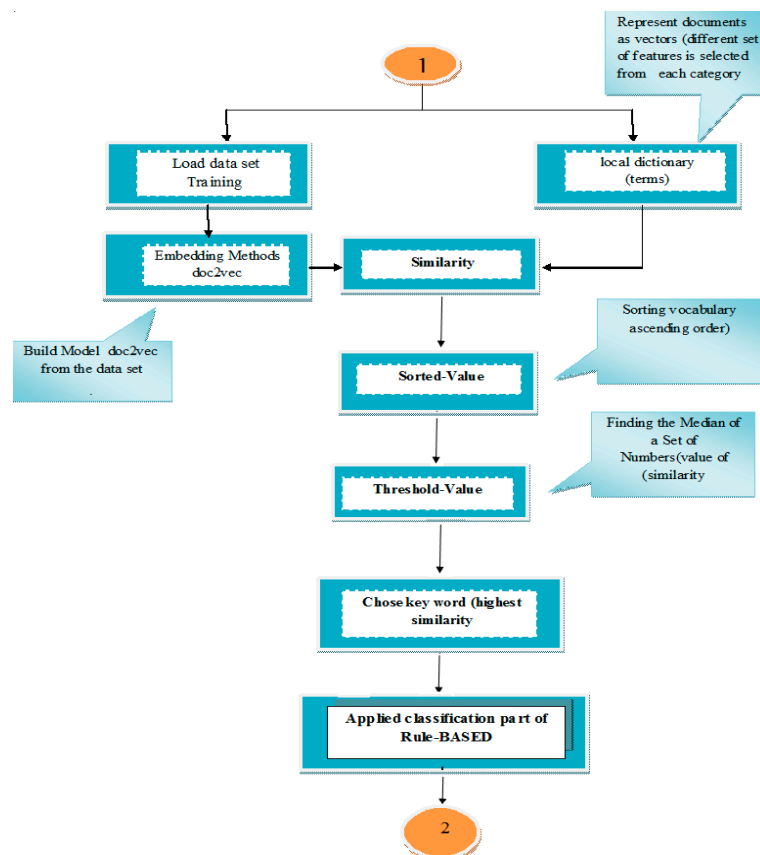 Represent documents
as vectors (different set
of features is selected
from each category
1
Load data set
Training
local dictionary
(terms)
Embedding Methods
doc2vec
Similarity
Build Model doc2vec
from the data set
.
Sorting vocabulary
ascending order)
Sorted-Value
Finding the Median of
a Set of
Numbers(value of
(similarity
Threshold-Value
Chose key word (highest
similarity
Applied classification part of
Rule-BASED
2